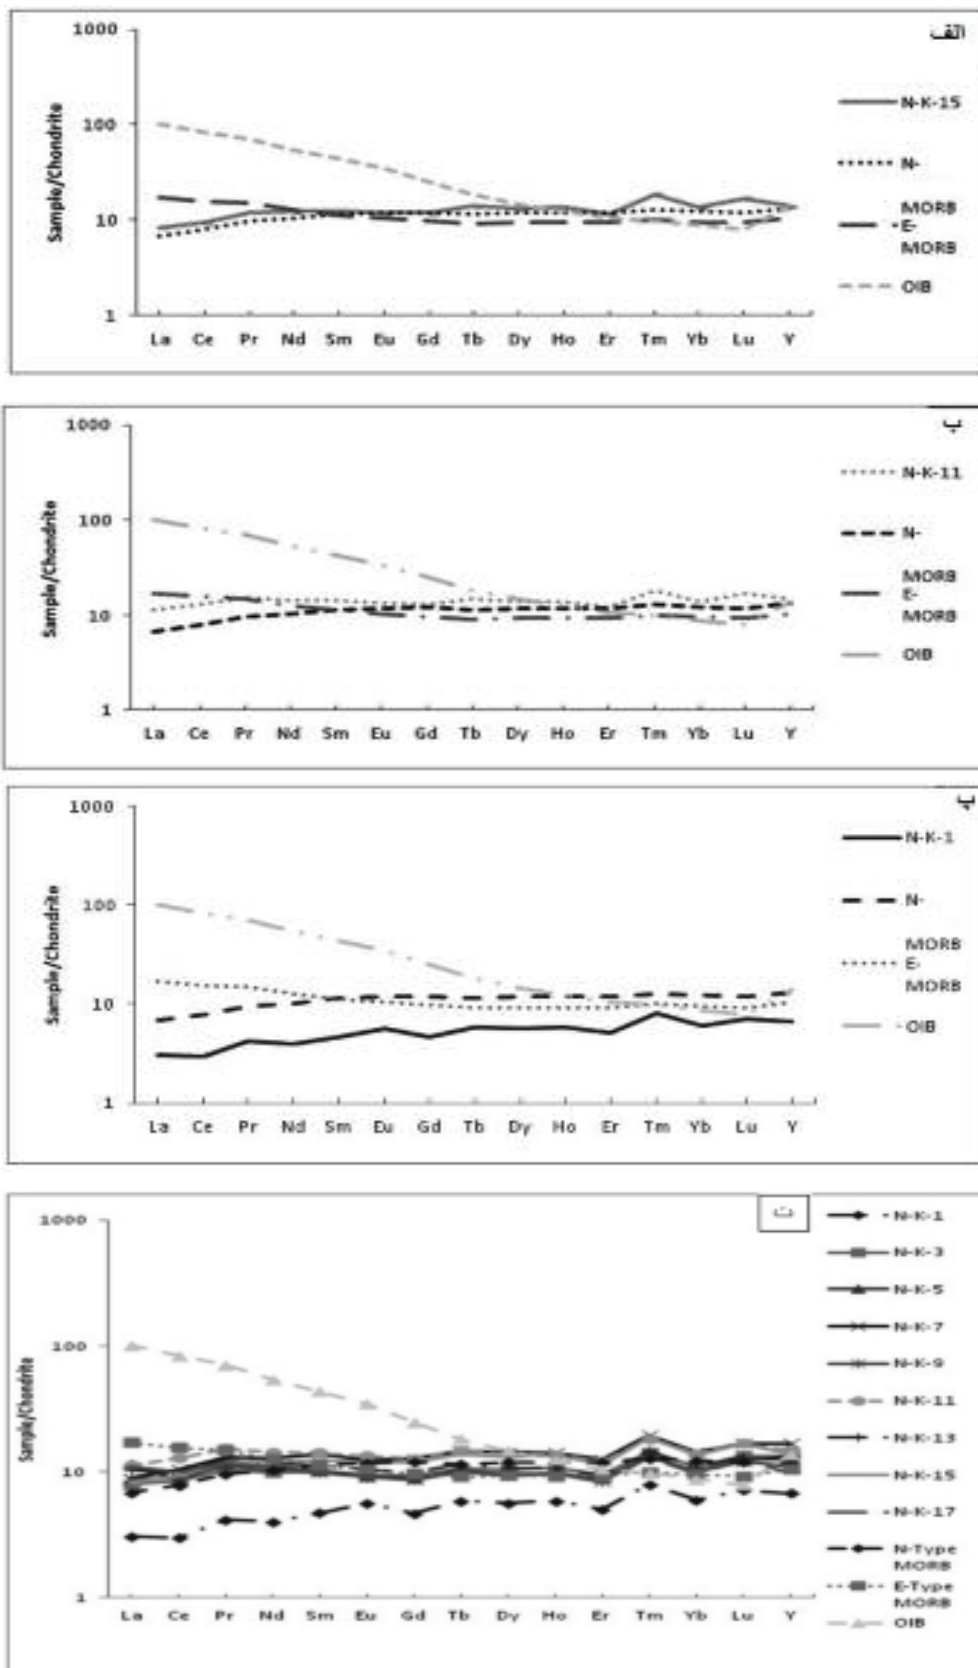 الف
1000
100
10
1
Sample/Chondrite
La Ce Pr Nd Sm Eu Gd Tb Dy Ho Er Tm Yb Lu Y
N-K-15
N-
MORB
E-
MORB
OIB
ب
1000
100
10
1
Sample/Chondrite
La Ce Pr Nd Sm Eu Gd Tb Dy Ho Er Tm Yb Lu Y
N-K-11
N-
MORB
E-
MORB
OIB
1000
100
10
1
Sample/Chondrite
La Ce Pr Nd Sm Eu Gd Tb Dy Ho Er Tm Yb Lu Y
N-K-1
N-
MORB
E-
MORB
OIB
ت
1000
100
10
1
Sample/Chondrite
La Ce Pr Nd Sm Eu Gd Tb Dy Ho Er Tm Yb Lu Y
N-K-1
N-K-3
N-K-5
N-K-7
N-K-9
N-K-11
N-K-13
N-K-15
N-K-17
N-Type
MORB
E-Type
MORB
OIB